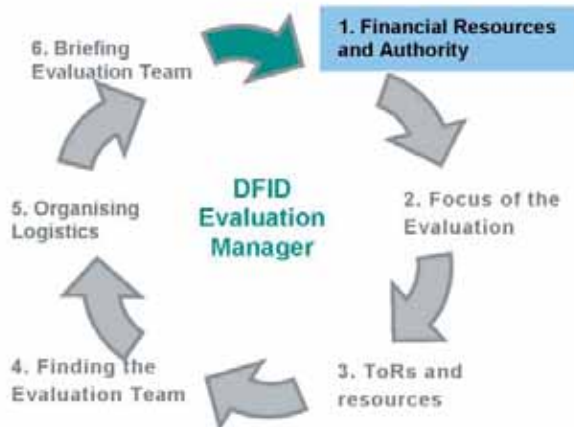 1. Financial Resources
and Authority
2. Focus of the
Evaluation
3. ToRs and
resources
4. Finding the
Evaluation Team
5. Organising
Logistics
6. Briefing
Evaluation Team
DFID
Evaluation
Manager